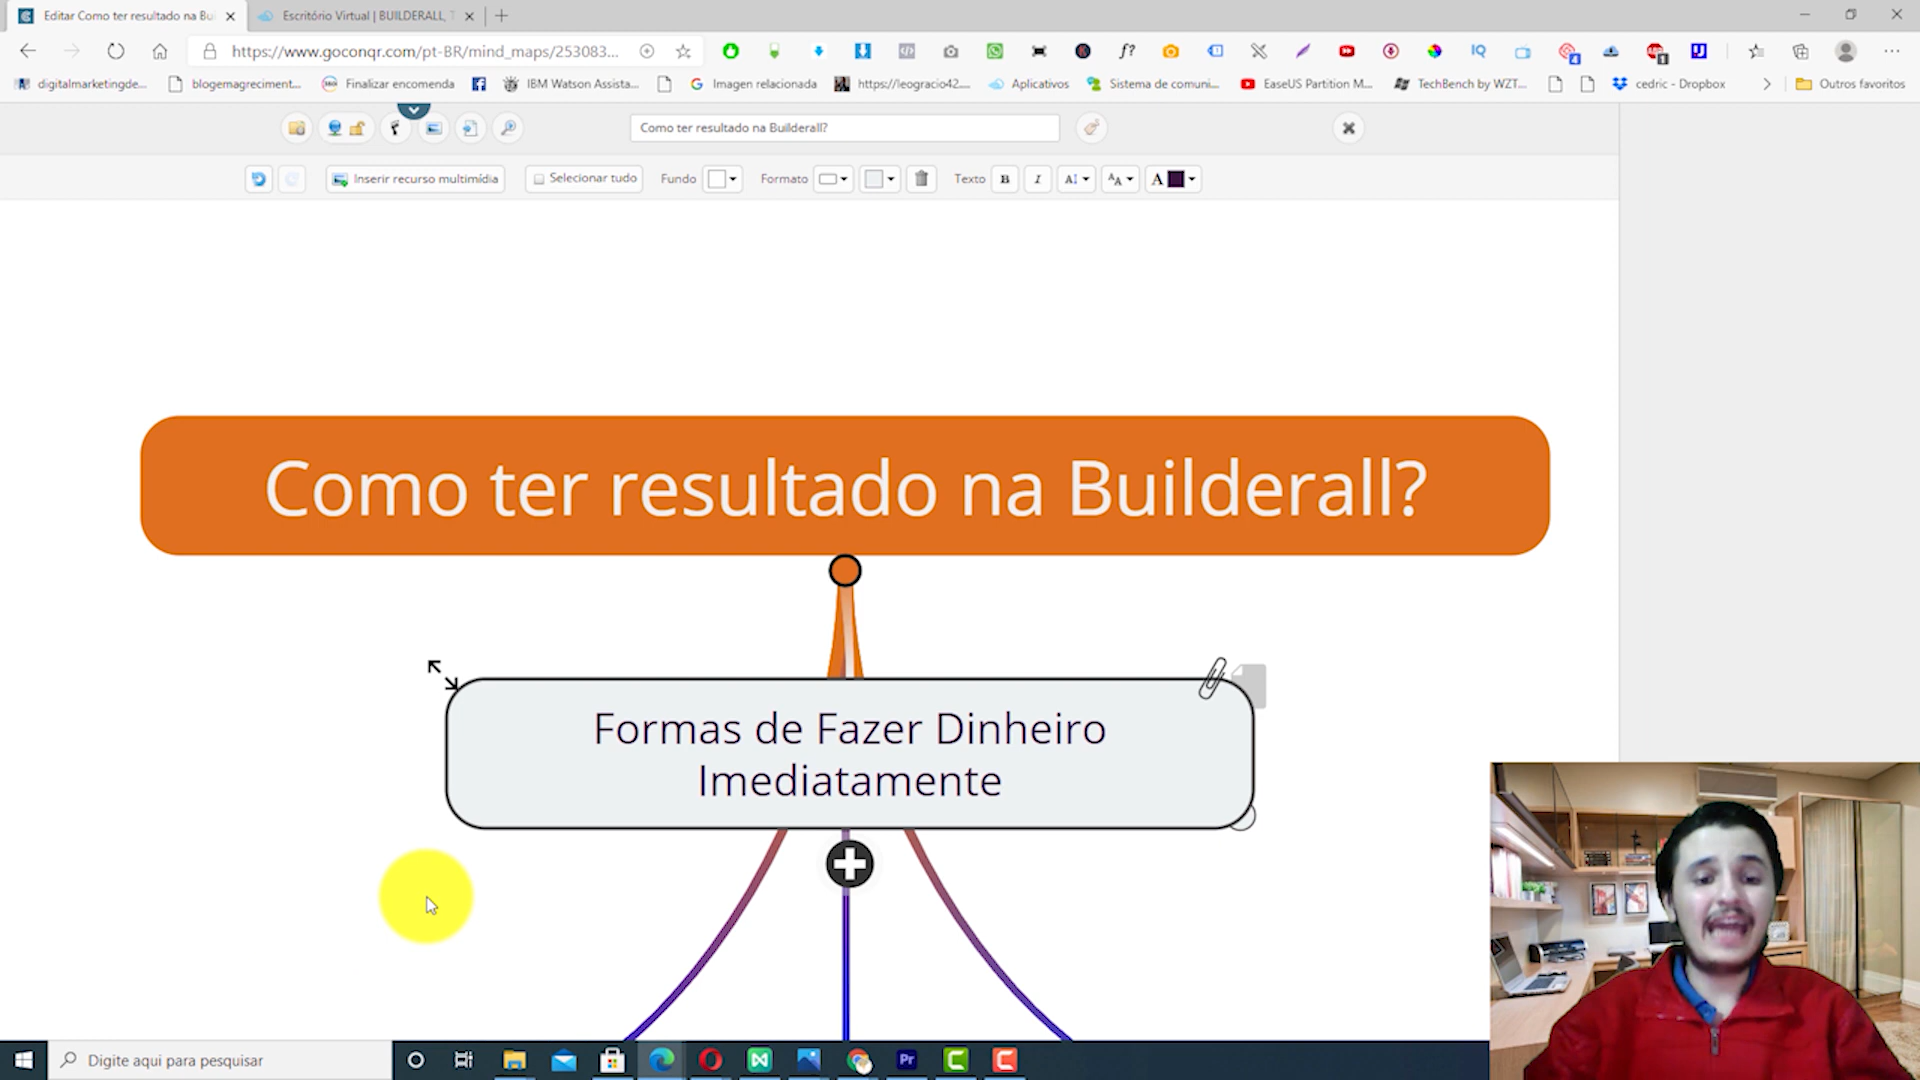 Editar Como ter resultado na Bu
Escritório Virtual | BUILDERALL, T
https://www.goconqr.com/pt-BR/mind_maps/253083...
digitalmarketingde...
blogemagreciment...
Finalizar encomenda
IBM Watson Assista...
Imagen relacionada
https://leogracio42...
Aplicativos
Sistema de comuni...
EaseUS Partition M...
TechBench by WZT...
cedric - Dropbox
Outros favoritos
Como ter resultado na Builderall?
Inserir recurso multimídia
Selecionar tudo
Fundo
Formato
Texto
B
I
Como ter resultado na Builderall?
Formas de Fazer Dinheiro
Imediatamente
Digite aqui para pesquisar